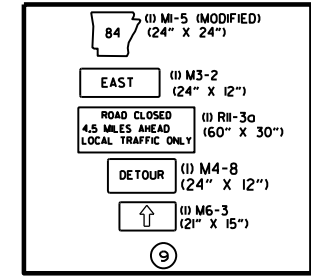 84 (1) M1-5 (MODIFIED)
(24" X 24")
EAST (1) M3-2
(24" X 12")
ROAD CLOSED
4.5 MILES AHEAD
LOCAL TRAFFIC ONLY
(1) R11-3a
(60" X 30")
DETOUR (1) M4-8
(24" X 12")
(1) M6-3
(21" X 15")
9